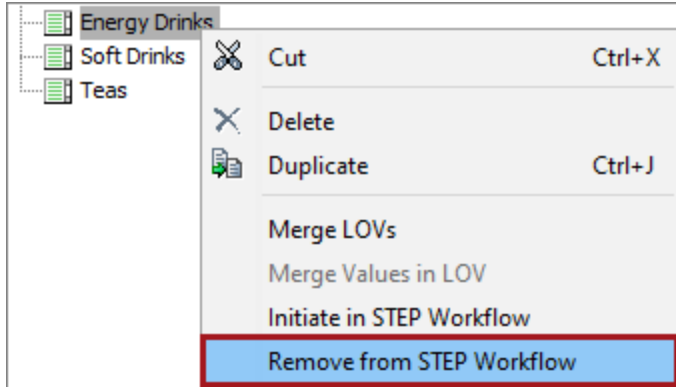 Energy Drinks
Soft Drinks
Teas
Cut Ctrl+X
Delete
Duplicate Ctrl+J
Merge LOVs
Merge Values in LOV
Initiate in STEP Workflow
Remove from STEP Workflow